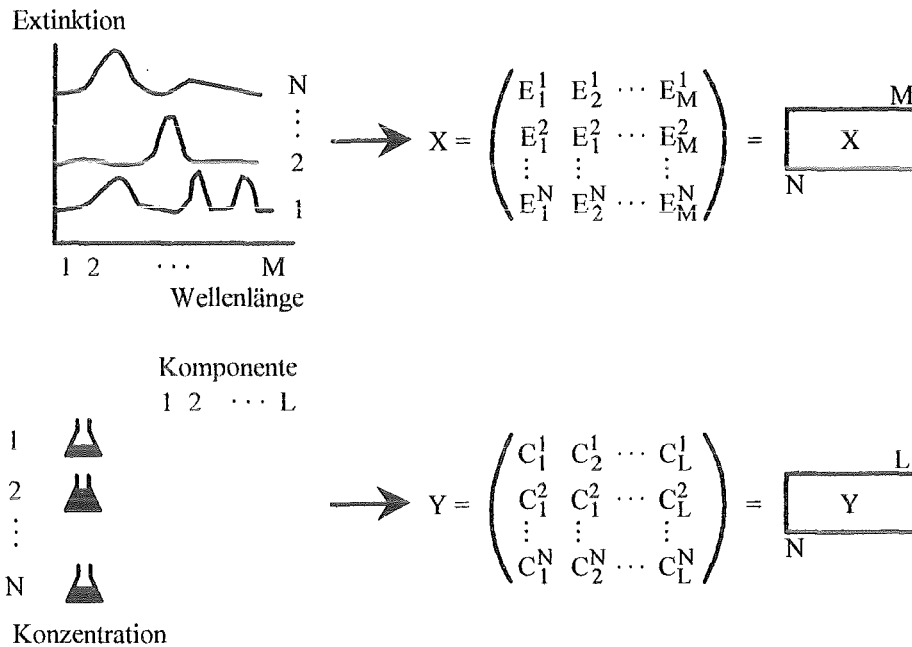 Extinktion
N
⋮
2
1
1 2 ⋯ M
Wellenlänge
X = ( E₁¹ E₂¹ ⋯ E_M¹
E₁² E₁² ⋯ E_M²
⋮ ⋮ ⋮
E₁ᴺ E₂ᴺ ⋯ E_Mᴺ ) =
M
X
N
Komponente
1 2 ⋯ L
1
2
⋮
N
Konzentration
Y = ( C₁¹ C₂¹ ⋯ C_L¹
C₁² C₁² ⋯ C_L²
⋮ ⋮ ⋮
C₁ᴺ C₂ᴺ ⋯ C_Lᴺ ) =
L
Y
N